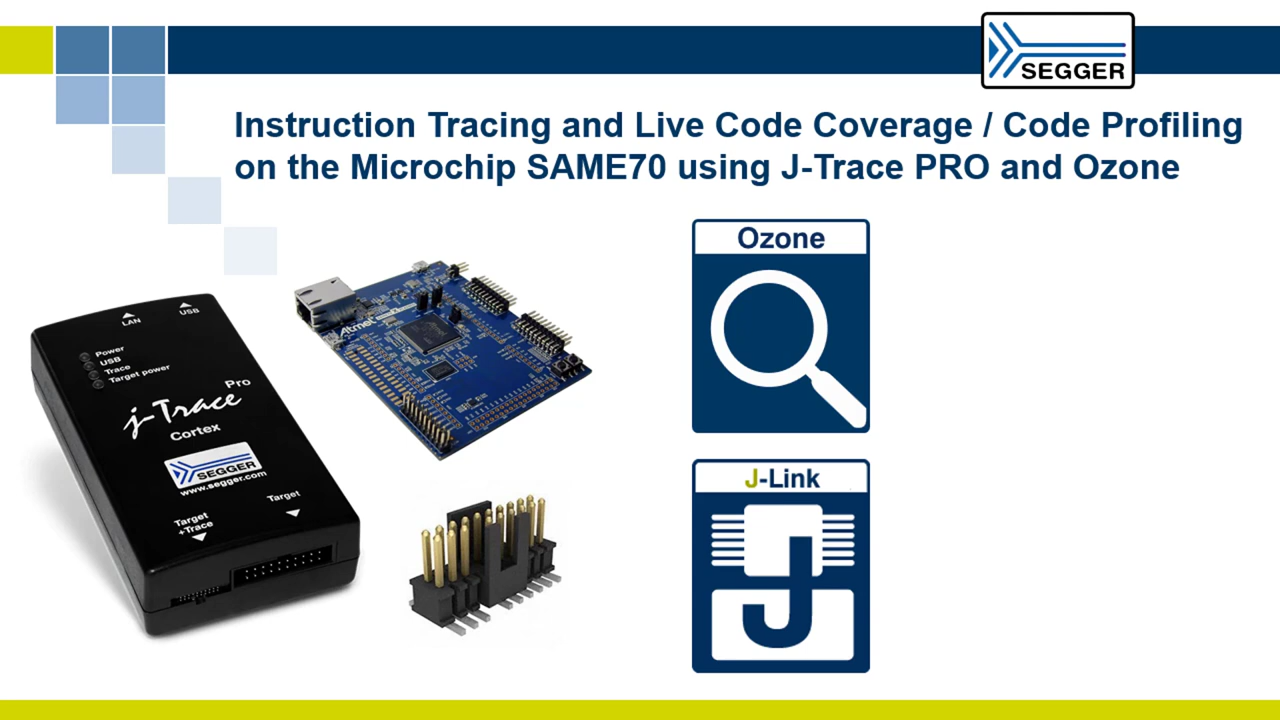 SEGGER
Instruction Tracing and Live Code Coverage / Code Profiling
on the Microchip SAME70 using J-Trace PRO and Ozone
Ozone
LAN
USB
Power
USB
Trace
Target power
Pro
j-Trace
Cortex
SEGGER
www.segger.com
Target
Target
+Trace
Atmel
J-Link